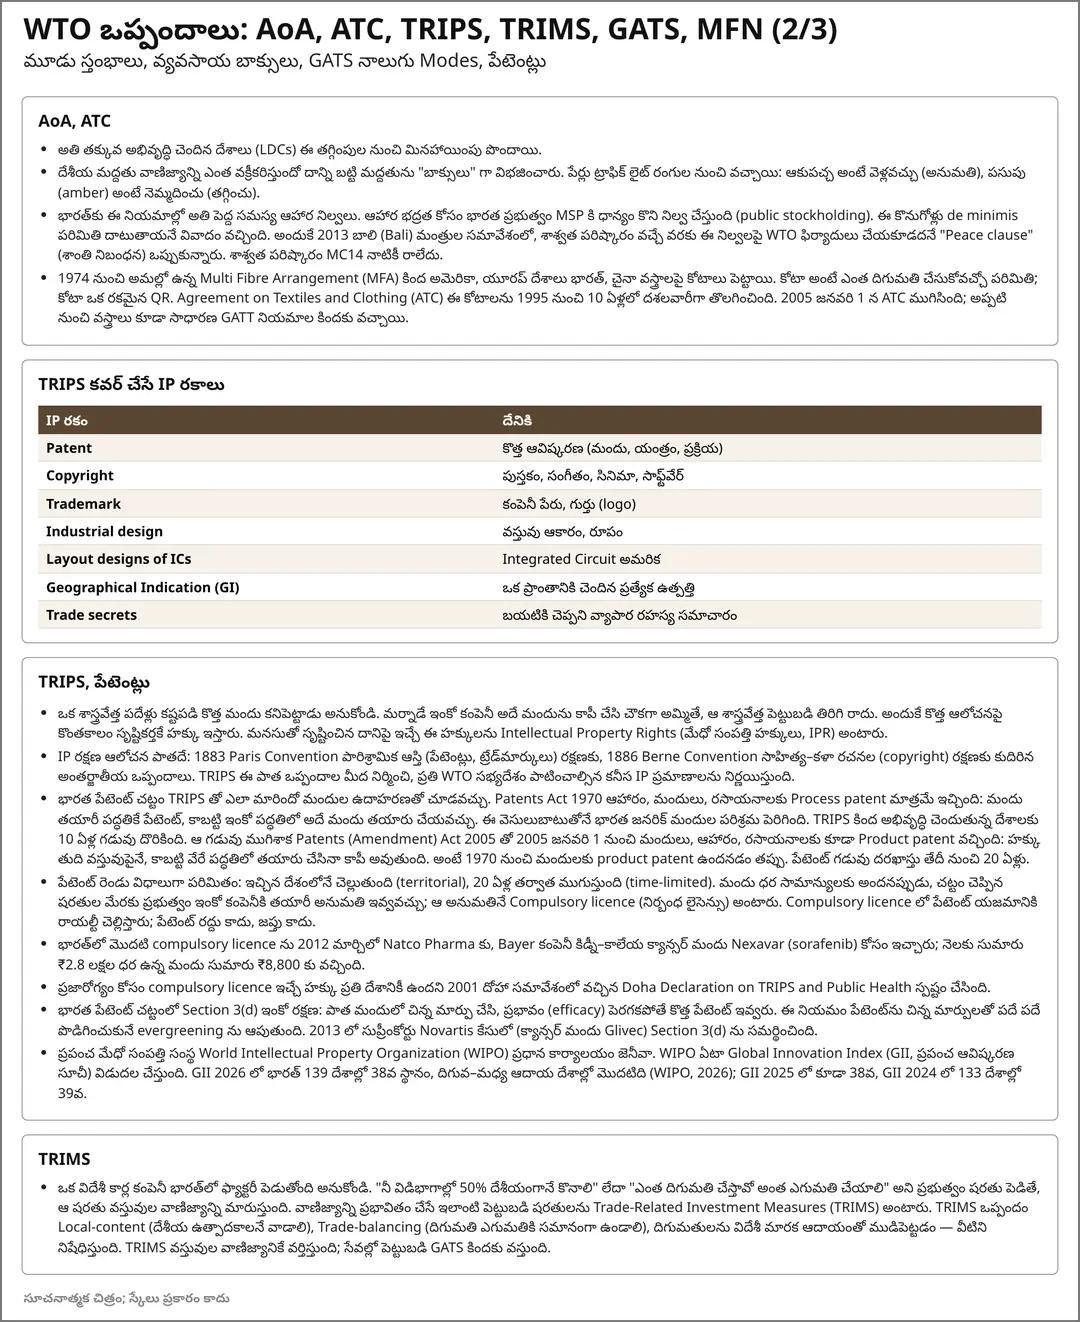 WTO ఒప్పందాలు: AoA, ATC, TRIPS, TRIMS, GATS, MFN (2/3)
మూడు స్తంభాలు, వ్యవసాయ బాక్సులు, GATS నాలుగు Modes, పేటెంట్లు
AoA, ATC
• అతి తక్కువ అభివృద్ధి చెందిన దేశాలు (LDCs) ఈ తగ్గింపుల నుంచి మినహాయింపు పొందాయి.
• దేశీయ మద్దతు వాణిజ్యాన్ని ఎంత వక్రీకరిస్తుందో దాన్ని బట్టి మద్దతును "బాక్సులు" గా విభజించారు. పేర్లు ట్రాఫిక్ లైట్ రంగుల నుంచి వచ్చాయి: ఆకుపచ్చ అంటే వెళ్లవచ్చు (అనుమతి), పసుపు
(amber) అంటే నెమ్మదించు (తగ్గించు).
• భారత్‌కు ఈ నియమాల్లో అతి పెద్ద సమస్య ఆహార నిల్వలు. ఆహార భద్రత కోసం భారత ప్రభుత్వం MSP కి ధాన్యం కొని నిల్వ చేస్తుంది (public stockholding). ఈ కొనుగోళ్లు de minimis
పరిమితి దాటుతాయనే వివాదం వచ్చింది. అందుకే 2013 బాలి (Bali) మంత్రుల సమావేశంలో, శాశ్వత పరిష్కారం వచ్చే వరకు ఈ నిల్వలపై WTO ఫిర్యాదులు చేయకూడదనే "Peace clause"
(శాంతి నిబంధన) ఒప్పుకున్నారు. శాశ్వత పరిష్కారం MC14 నాటికీ రాలేదు.
• 1974 నుంచి అమల్లో ఉన్న Multi Fibre Arrangement (MFA) కింద అమెరికా, యూరప్ దేశాలు భారత్, చైనా వస్త్రాలపై కోటాలు పెట్టాయి. కోటా అంటే ఎంత దిగుమతి చేసుకోవచ్చో పరిమితి;
కోటా ఒక రకమైన QR. Agreement on Textiles and Clothing (ATC) ఈ కోటాలను 1995 నుంచి 10 ఏళ్లలో దశలవారీగా తొలగించింది. 2005 జనవరి 1 న ATC ముగిసింది; అప్పటి
నుంచి వస్త్రాలు కూడా సాధారణ GATT నియమాల కిందకు వచ్చాయి.
TRIPS కవర్ చేసే IP రకాలు
IP రకం దేనికి
Patent కొత్త ఆవిష్కరణ (మందు, యంత్రం, ప్రక్రియ)
Copyright పుస్తకం, సంగీతం, సినిమా, సాఫ్ట్‌వేర్
Trademark కంపెనీ పేరు, గుర్తు (logo)
Industrial design వస్తువు ఆకారం, రూపం
Layout designs of ICs Integrated Circuit అమరిక
Geographical Indication (GI) ఒక ప్రాంతానికి చెందిన ప్రత్యేక ఉత్పత్తి
Trade secrets బయటికి చెప్పని వ్యాపార రహస్య సమాచారం
TRIPS, పేటెంట్లు
• ఒక శాస్త్రవేత్త పదేళ్లు కష్టపడి కొత్త మందు కనిపెట్టాడు అనుకోండి. మర్నాడే ఇంకో కంపెనీ అదే మందును కాపీ చేసి చౌకగా అమ్మితే, ఆ శాస్త్రవేత్త పెట్టుబడి తిరిగి రాదు. అందుకే కొత్త ఆలోచనపై
కొంతకాలం సృష్టికర్తకే హక్కు ఇస్తారు. మనసుతో సృష్టించిన దానిపై ఇచ్చే ఈ హక్కులను Intellectual Property Rights (మేధో సంపత్తి హక్కులు, IPR) అంటారు.
• IP రక్షణ ఆలోచన పాతదే: 1883 Paris Convention పారిశ్రామిక ఆస్తి (పేటెంట్లు, ట్రేడ్‌మార్కులు) రక్షణకు, 1886 Berne Convention సాహిత్య–కళా రచనల (copyright) రక్షణకు కుదిరిన
అంతర్జాతీయ ఒప్పందాలు. TRIPS ఈ పాత ఒప్పందాల మీద నిర్మించి, ప్రతి WTO సభ్యదేశం పాటించాల్సిన కనీస IP ప్రమాణాలను నిర్ణయిస్తుంది.
• భారత పేటెంట్ చట్టం TRIPS తో ఎలా మారిందో మందుల ఉదాహరణతో చూడవచ్చు. Patents Act 1970 ఆహారం, మందులు, రసాయనాలకు Process patent మాత్రమే ఇచ్చింది: మందు
తయారీ పద్ధతికే పేటెంట్, కాబట్టి ఇంకో పద్ధతిలో అదే మందు తయారు చేయవచ్చు. ఈ వెసులుబాటుతోనే భారత జనరిక్ మందుల పరిశ్రమ పెరిగింది. TRIPS కింద అభివృద్ధి చెందుతున్న దేశాలకు
10 ఏళ్ల గడువు దొరికింది. ఆ గడువు ముగిశాక Patents (Amendment) Act 2005 తో 2005 జనవరి 1 నుంచి మందులు, ఆహారం, రసాయనాలకు కూడా Product patent వచ్చింది: హక్కు
తుది వస్తువుపైనే, కాబట్టి వేరే పద్ధతిలో తయారు చేసినా కాపీ అవుతుంది. అంటే 1970 నుంచి మందులకు product patent ఉందనడం తప్పు. పేటెంట్ గడువు దరఖాస్తు తేదీ నుంచి 20 ఏళ్లు.
• పేటెంట్ రెండు విధాలుగా పరిమితం: ఇచ్చిన దేశంలోనే చెల్లుతుంది (territorial), 20 ఏళ్ల తర్వాత ముగుస్తుంది (time-limited). మందు ధర సామాన్యులకు అందనప్పుడు, చట్టం చెప్పిన
షరతుల మేరకు ప్రభుత్వం ఇంకో కంపెనీకి తయారీ అనుమతి ఇవ్వవచ్చు; ఆ అనుమతినే Compulsory licence (నిర్బంధ లైసెన్సు) అంటారు. Compulsory licence లో పేటెంట్ యజమానికి
రాయల్టీ చెల్లిస్తారు; పేటెంట్ రద్దు కాదు, జప్తు కాదు.
• భారత్‌లో మొదటి compulsory licence ను 2012 మార్చిలో Natco Pharma కు, Bayer కంపెనీ కిడ్నీ–కాలేయ క్యాన్సర్ మందు Nexavar (sorafenib) కోసం ఇచ్చారు; నెలకు సుమారు
₹2.8 లక్షల ధర ఉన్న మందు సుమారు ₹8,800 కు వచ్చింది.
• ప్రజారోగ్యం కోసం compulsory licence ఇచ్చే హక్కు ప్రతి దేశానికీ ఉందని 2001 దోహా సమావేశంలో వచ్చిన Doha Declaration on TRIPS and Public Health స్పష్టం చేసింది.
• భారత పేటెంట్ చట్టంలో Section 3(d) ఇంకో రక్షణ: పాత మందులో చిన్న మార్పు చేసి, ప్రభావం (efficacy) పెరగకపోతే కొత్త పేటెంట్ ఇవ్వరు. ఈ నియమం పేటెంట్‌ను చిన్న మార్పులతో పదే పదే
పొడిగించుకునే evergreening ను ఆపుతుంది. 2013 లో సుప్రీంకోర్టు Novartis కేసులో (క్యాన్సర్ మందు Glivec) Section 3(d) ను సమర్థించింది.
• ప్రపంచ మేధో సంపత్తి సంస్థ World Intellectual Property Organization (WIPO) ప్రధాన కార్యాలయం జెనీవా. WIPO ఏటా Global Innovation Index (GII, ప్రపంచ ఆవిష్కరణ
సూచీ) విడుదల చేస్తుంది. GII 2026 లో భారత్ 139 దేశాల్లో 38వ స్థానం, దిగువ–మధ్య ఆదాయ దేశాల్లో మొదటిది (WIPO, 2026); GII 2025 లో కూడా 38వ, GII 2024 లో 133 దేశాల్లో
39వ.
TRIMS
• ఒక విదేశీ కార్ల కంపెనీ భారత్‌లో ఫ్యాక్టరీ పెడుతోంది అనుకోండి. "నీ విడిభాగాల్లో 50% దేశీయంగానే కొనాలి" లేదా "ఎంత దిగుమతి చేస్తావో అంత ఎగుమతి చేయాలి" అని ప్రభుత్వం షరతు పెడితే,
ఆ షరతు వస్తువుల వాణిజ్యాన్ని మారుస్తుంది. వాణిజ్యాన్ని ప్రభావితం చేసే ఇలాంటి పెట్టుబడి షరతులను Trade-Related Investment Measures (TRIMS) అంటారు. TRIMS ఒప్పందం
Local-content (దేశీయ ఉత్పాదకాలనే వాడాలి), Trade-balancing (దిగుమతి ఎగుమతికి సమానంగా ఉండాలి), దిగుమతులను విదేశీ మారక ఆదాయంతో ముడిపెట్టడం — వీటిని
నిషేధిస్తుంది. TRIMS వస్తువుల వాణిజ్యానికే వర్తిస్తుంది; సేవల్లో పెట్టుబడి GATS కిందకు వస్తుంది.
సూచనాత్మక చిత్రం; స్కేలు ప్రకారం కాదు